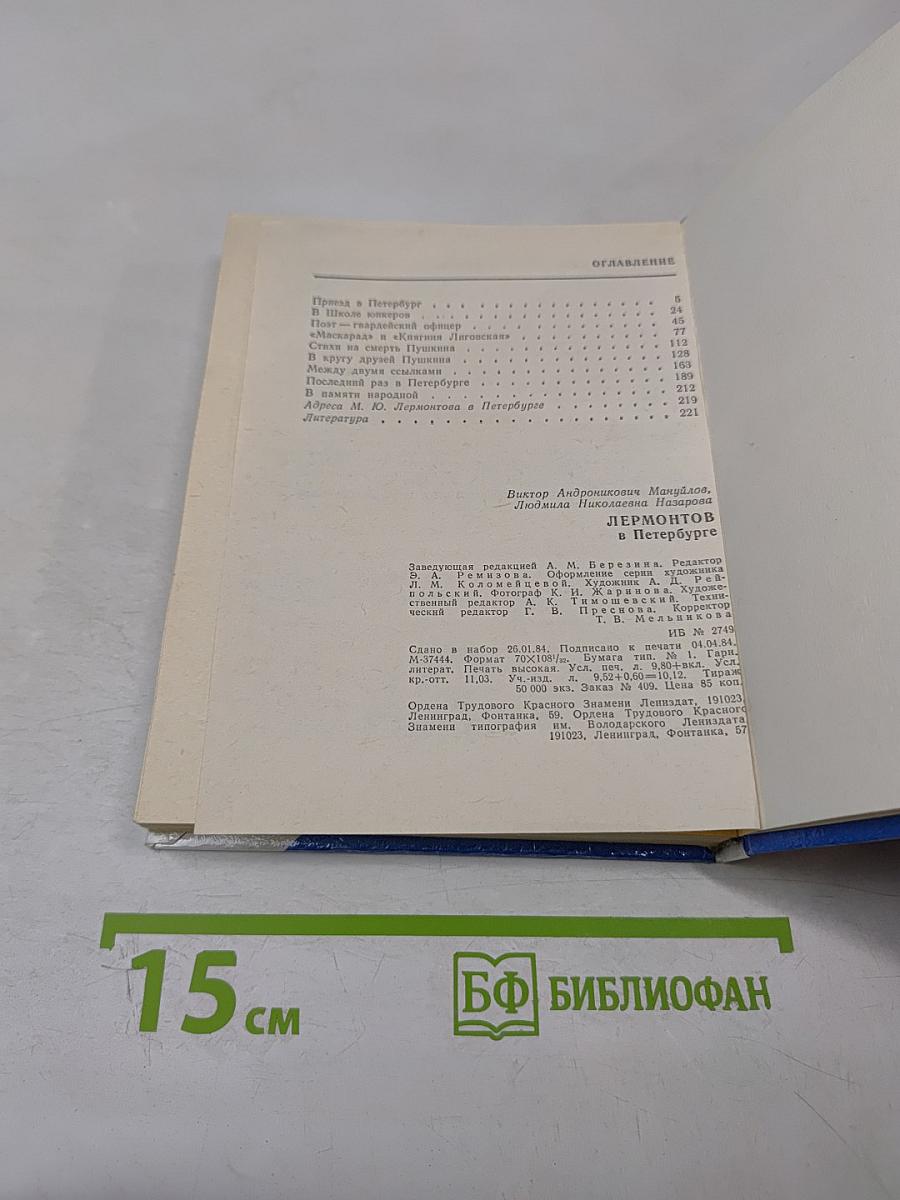 ОГЛАВЛЕНИЕ
Приезд в Петербург . . . . . . . . . . . . . . . . 5
В Школе юнкеров . . . . . . . . . . . . . . . . 24
Поэт — гвардейский офицер . . . . . . . . . . . . . 45
«Маскарад» и «Княгиня Лиговская» . . . . . . . . . . 77
Стихи на смерть Пушкина . . . . . . . . . . . . . 112
В кругу друзей Пушкина . . . . . . . . . . . . . 128
Между двумя ссылками . . . . . . . . . . . . . . 163
Последний раз в Петербурге . . . . . . . . . . . . 189
В памяти народной . . . . . . . . . . . . . . . 212
Адреса М. Ю. Лермонтова в Петербурге . . . . . . . . 219
Литература . . . . . . . . . . . . . . . . . . 221
Виктор Андроникович Мануйлов,
Людмила Николаевна Назарова
ЛЕРМОНТОВ
в Петербурге
Заведующая редакцией А. М. Березина. Редактор
Э. А. Ремизова. Оформление серии художника
Л. М. Коломейцевой. Художник А. Д. Рей-
польский. Фотограф К. И. Жаринова. Художе-
ственный редактор А. К. Тимошевский. Техни-
ческий редактор Г. В. Преснова. Корректор
Т. В. Мельникова
ИБ № 2749
Сдано в набор 26.01.84. Подписано к печати 04.04.84.
М-37444. Формат 70×108¹/₃₂. Бумага тип. № 1. Гарн.
литерат. Печать высокая. Усл. печ. л. 9,80+вкл. Усл.
кр.-отт. 11,03. Уч.-изд. л. 9,52+0,60=10,12. Тираж
50 000 экз. Заказ № 409. Цена 85 коп.
Ордена Трудового Красного Знамени Лениздат, 191023,
Ленинград, Фонтанка, 59. Ордена Трудового Красного
Знамени типография им. Володарского Лениздата,
191023, Ленинград, Фонтанка, 57
15 см
БФ БИБЛИОФАН